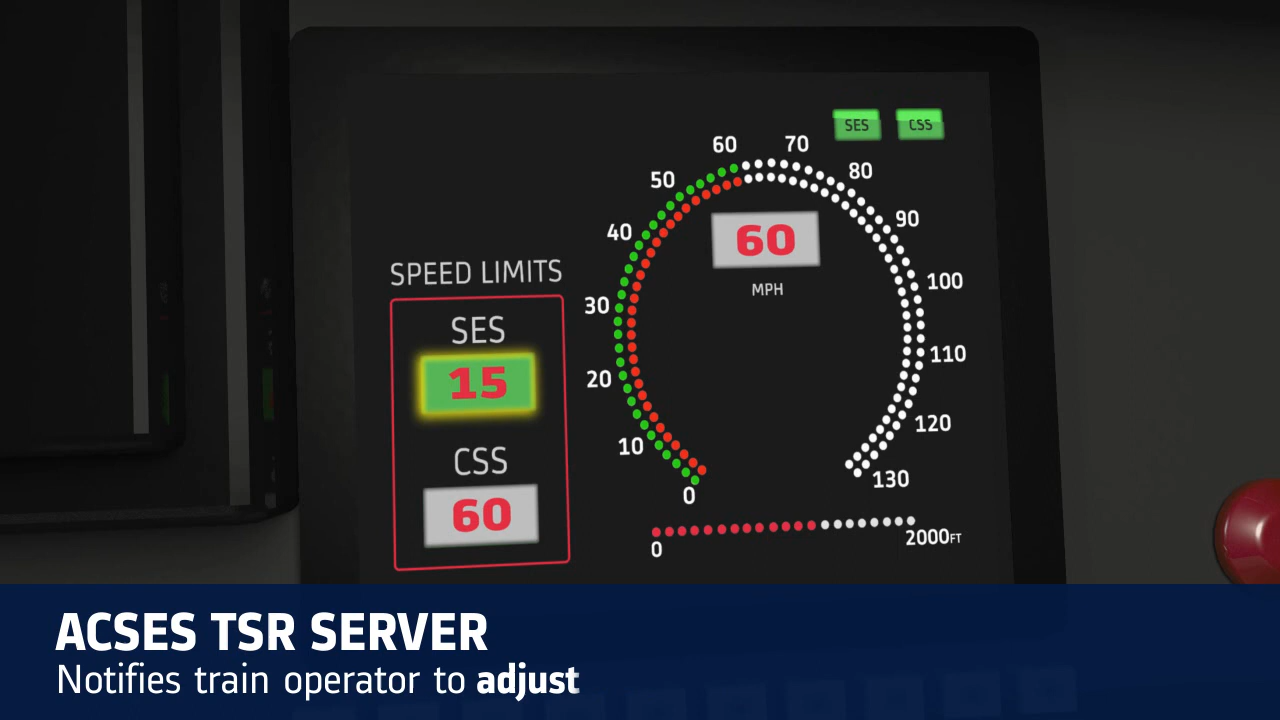 SES CSS
60 70
50 80
40 90
60
MPH
SPEED LIMITS
30 100
SES
15
20 110
10 120
CSS
60
0 130
0 2000FT
ACSES TSR SERVER
Notifies train operator to adjust